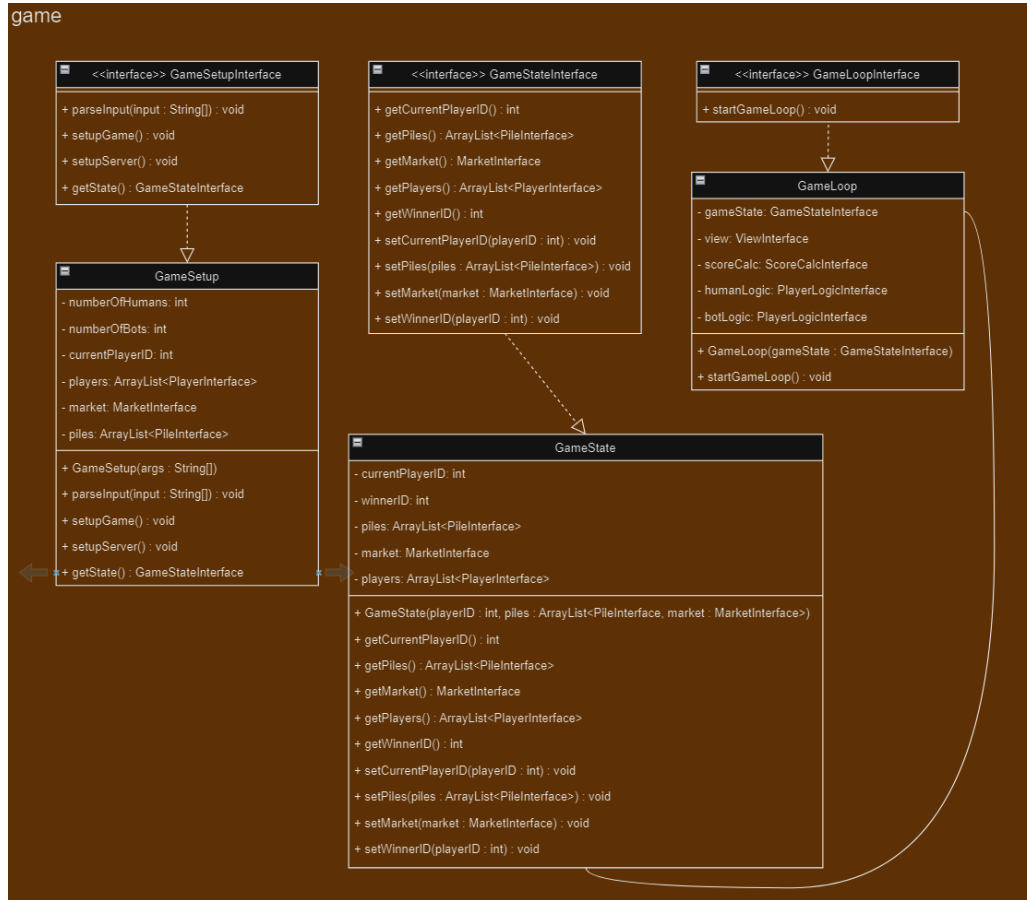 game
<<interface>> GameSetupInterface
+ parseInput(input : String[]) : void
+ setupGame() : void
+ setupServer() : void
+ getState() : GameStateInterface
<<interface>> GameStateInterface
+ getCurrentPlayerID() : int
+ getPiles() : ArrayList<PileInterface>
+ getMarket() : MarketInterface
+ getPlayers() : ArrayList<PlayerInterface>
+ getWinnerID() : int
+ setCurrentPlayerID(playerID : int) : void
+ setPiles(piles : ArrayList<PileInterface>) : void
+ setMarket(market : MarketInterface) : void
+ setWinnerID(playerID : int) : void
<<interface>> GameLoopInterface
+ startGameLoop() : void
GameLoop
- gameState: GameStateInterface
- view: ViewInterface
- scoreCalc: ScoreCalcInterface
- humanLogic: PlayerLogicInterface
- botLogic: PlayerLogicInterface
+ GameLoop(gameState : GameStateInterface)
+ startGameLoop() : void
GameSetup
- numberOfHumans: int
- numberOfBots: int
- currentPlayerID: int
- players: ArrayList<PlayerInterface>
- market: MarketInterface
- piles: ArrayList<PileInterface>
+ GameSetup(args : String[])
+ parseInput(input : String[]) : void
+ setupGame() : void
+ setupServer() : void
+ getState() : GameStateInterface
GameState
- currentPlayerID: int
- winnerID: int
- piles: ArrayList<PileInterface>
- market: MarketInterface
- players: ArrayList<PlayerInterface>
+ GameState(playerID : int, piles : ArrayList<PileInterface, market : MarketInterface>)
+ getCurrentPlayerID() : int
+ getPiles() : ArrayList<PileInterface>
+ getMarket() : MarketInterface
+ getPlayers() : ArrayList<PlayerInterface>
+ getWinnerID() : int
+ setCurrentPlayerID(playerID : int) : void
+ setPiles(piles : ArrayList<PileInterface>) : void
+ setMarket(market : MarketInterface) : void
+ setWinnerID(playerID : int) : void